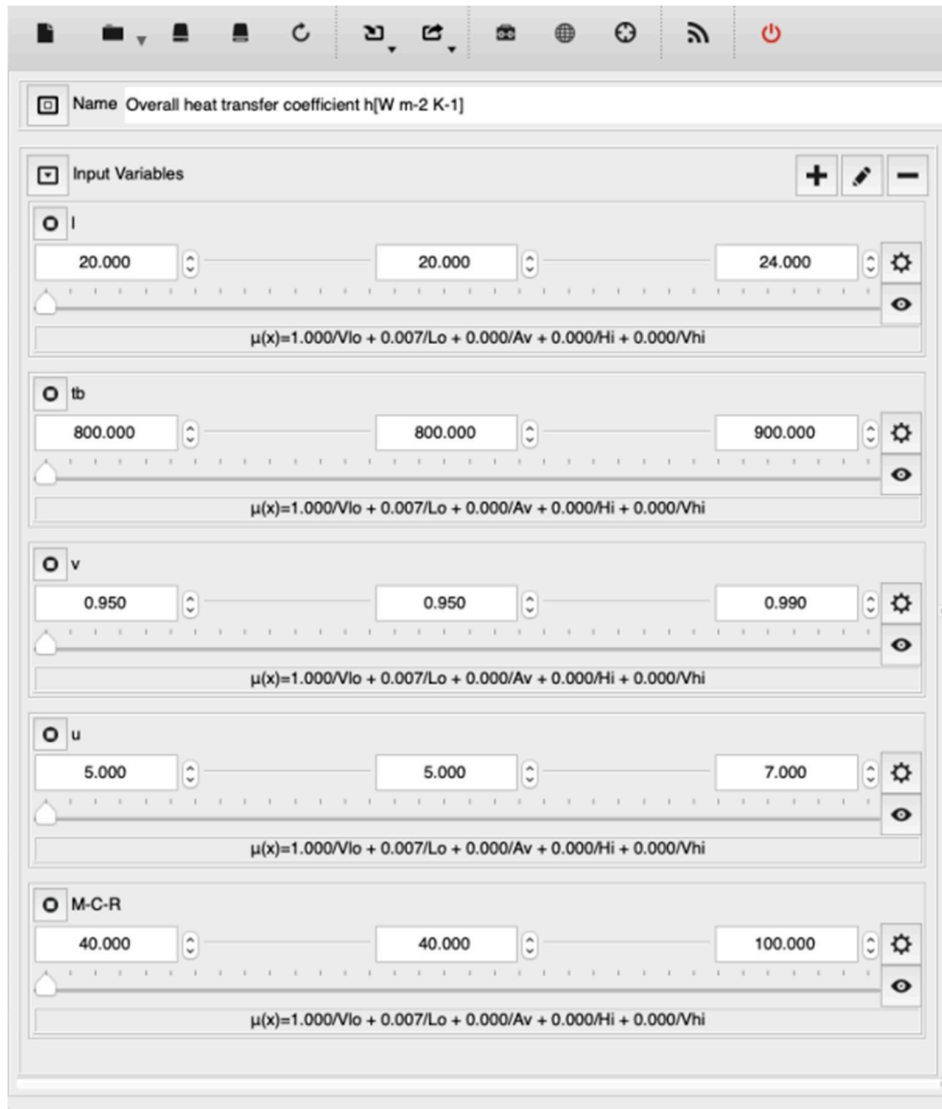 Name Overall heat transfer coefficient h[W m-2 K-1]
Input Variables
l
20.000 20.000 24.000
μ(x)=1.000/Vlo + 0.007/Lo + 0.000/Av + 0.000/Hi + 0.000/Vhi
tb
800.000 800.000 900.000
μ(x)=1.000/Vlo + 0.007/Lo + 0.000/Av + 0.000/Hi + 0.000/Vhi
v
0.950 0.950 0.990
μ(x)=1.000/Vlo + 0.007/Lo + 0.000/Av + 0.000/Hi + 0.000/Vhi
u
5.000 5.000 7.000
μ(x)=1.000/Vlo + 0.007/Lo + 0.000/Av + 0.000/Hi + 0.000/Vhi
M-C-R
40.000 40.000 100.000
μ(x)=1.000/Vlo + 0.007/Lo + 0.000/Av + 0.000/Hi + 0.000/Vhi